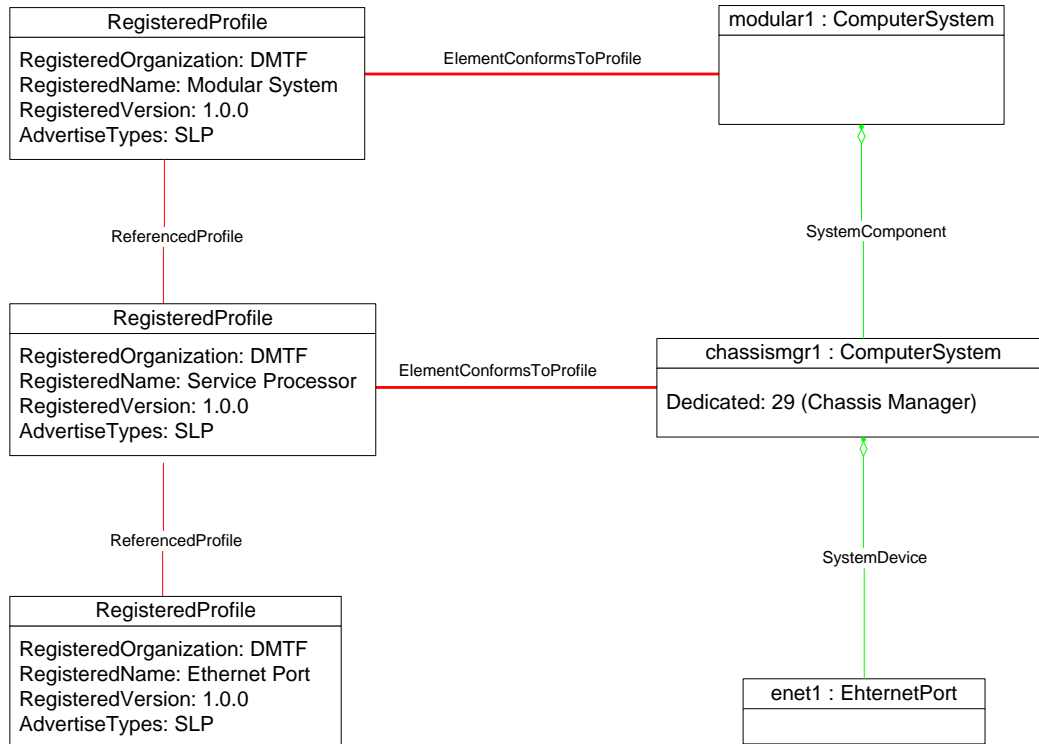 RegisteredProfile
RegisteredOrganization: DMTF
RegisteredName: Modular System
RegisteredVersion: 1.0.0
AdvertiseTypes: SLP
ElementConformsToProfile
modular1 : ComputerSystem
ReferencedProfile
SystemComponent
RegisteredProfile
RegisteredOrganization: DMTF
RegisteredName: Service Processor
RegisteredVersion: 1.0.0
AdvertiseTypes: SLP
ElementConformsToProfile
chassismgr1 : ComputerSystem
Dedicated: 29 (Chassis Manager)
ReferencedProfile
SystemDevice
RegisteredProfile
RegisteredOrganization: DMTF
RegisteredName: Ethernet Port
RegisteredVersion: 1.0.0
AdvertiseTypes: SLP
enet1 : EhternetPort